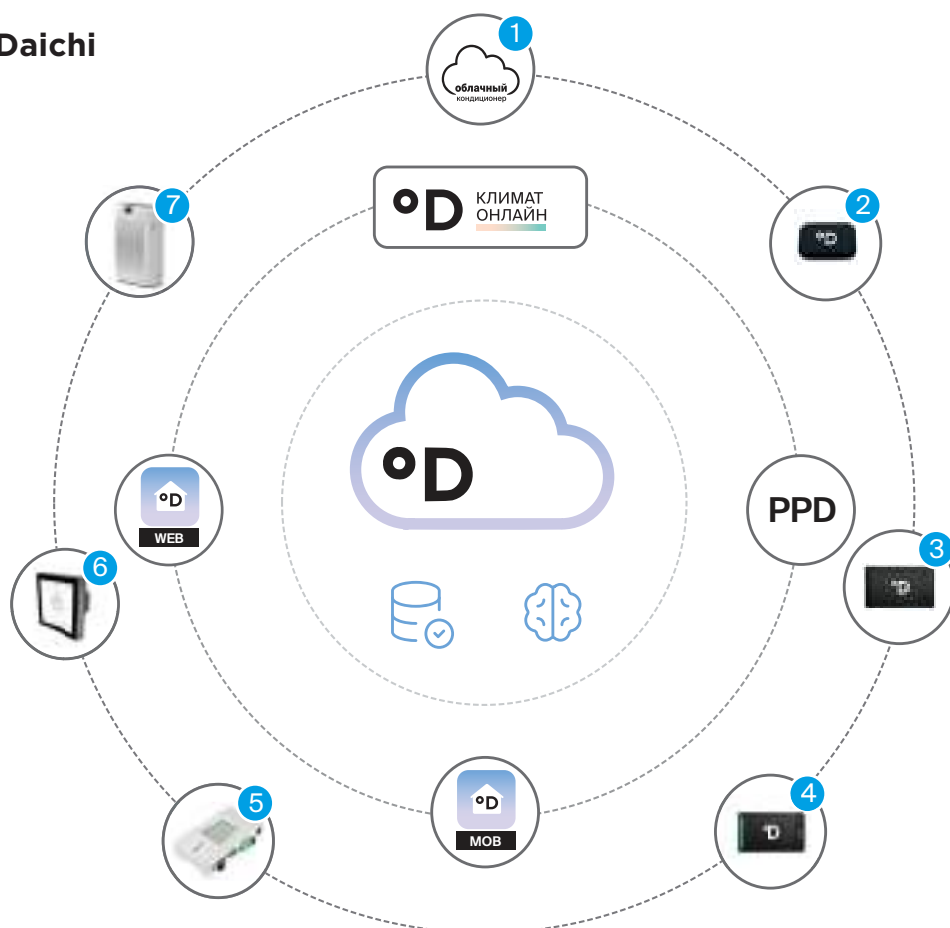 Daichi
1
облачный
кондиционер
7
°D
КЛИМАТ
ОНЛАЙН
2
°D
°D
°D
WEB
PPD
6
3
°D
5
°D
MOB
4
°D